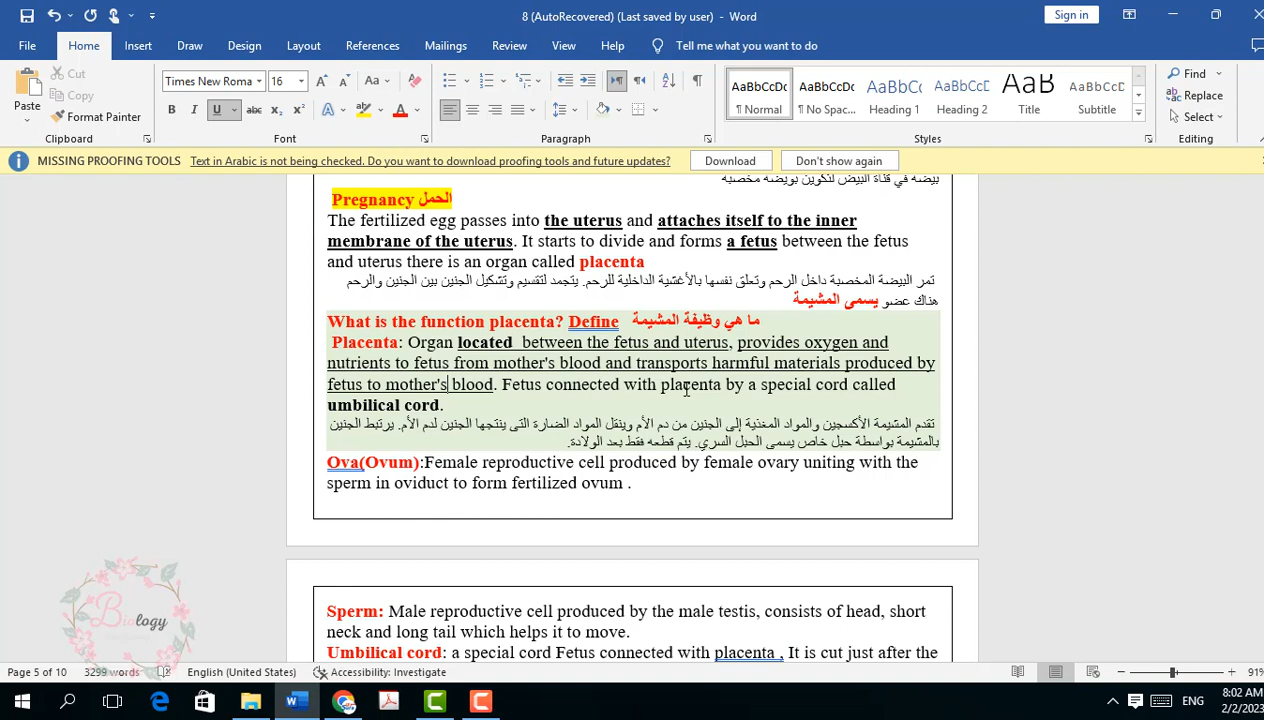 8 (AutoRecovered) (Last saved by user) - Word
Sign in
File Home Insert Draw Design Layout References Mailings Review View Help Tell me what you want to do
Paste
Cut
Copy
Format Painter
Clipboard
Times New Roma 16
Font
Paragraph
AaBbCcDc
¶ Normal
AaBbCcDc
¶ No Spac...
AaBbCc
Heading 1
AaBbCcD
Heading 2
AaB
Title
AaBbCcD
Subtitle
Styles
Find
Replace
Select
Editing
MISSING PROOFING TOOLS Text in Arabic is not being checked. Do you want to download proofing tools and future updates? Download Don't show again
بيضه في قناة البيض لتكوين بويضه مخصبه
Pregnancy الحمل
The fertilized egg passes into the uterus and attaches itself to the inner
membrane of the uterus. It starts to divide and forms a fetus between the fetus
and uterus there is an organ called placenta
تمر البيضة المخصبة داخل الرحم وتعلق نفسها بالأغشية الداخلية للرحم. يتجمد لتقسيم وتشكيل الجنين بين الجنين والرحم
هناك عضو يسمى المشيمة
What is the function placenta? Define ما هي وظيفة المشيمة
Placenta: Organ located between the fetus and uterus, provides oxygen and
nutrients to fetus from mother's blood and transports harmful materials produced by
fetus to mother's blood. Fetus connected with placenta by a special cord called
umbilical cord.
تقدم المشيمة الأكسجين والمواد المغذية إلى الجنين من دم الأم وينقل المواد الضارة التي ينتجها الجنين لدم الأم. يرتبط الجنين
بالمشيمة بواسطة حبل خاص يسمى الحبل السري. يتم قطعه فقط بعد الولادة.
Ova(Ovum):Female reproductive cell produced by female ovary uniting with the
sperm in oviduct to form fertilized ovum .
Sperm: Male reproductive cell produced by the male testis, consists of head, short
neck and long tail which helps it to move.
Umbilical cord: a special cord Fetus connected with placenta , It is cut just after the
Biology
Page 5 of 10 3299 words English (United States) Accessibility: Investigate 91%
ENG
8:02 AM
2/2/2023